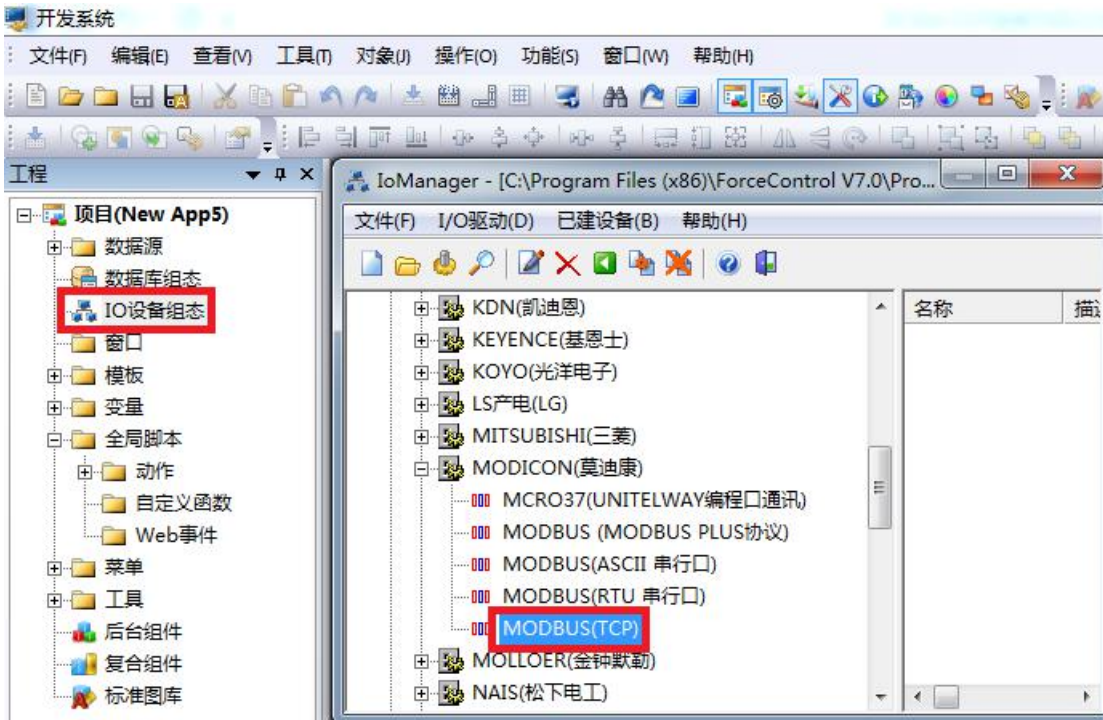 开发系统
文件(F) 编辑(E) 查看(V) 工具(T) 对象(J) 操作(O) 功能(S) 窗口(W) 帮助(H)
工程
项目(New App5)
数据源
数据库组态
IO设备组态
窗口
模板
变量
全局脚本
动作
自定义函数
Web事件
菜单
工具
后台组件
复合组件
标准图库
IoManager - [C:\Program Files (x86)\ForceControl V7.0\Pro...
文件(F) I/O驱动(D) 已建设备(B) 帮助(H)
KDN(凯迪恩)
KEYENCE(基恩士)
KOYO(光洋电子)
LS产电(LG)
MITSUBISHI(三菱)
MODICON(莫迪康)
MCRO37(UNITELWAY编程口通讯)
MODBUS (MODBUS PLUS协议)
MODBUS(ASCII 串行口)
MODBUS(RTU 串行口)
MODBUS(TCP)
MOLLOER(金钟默勒)
NAIS(松下电工)
名称 描述